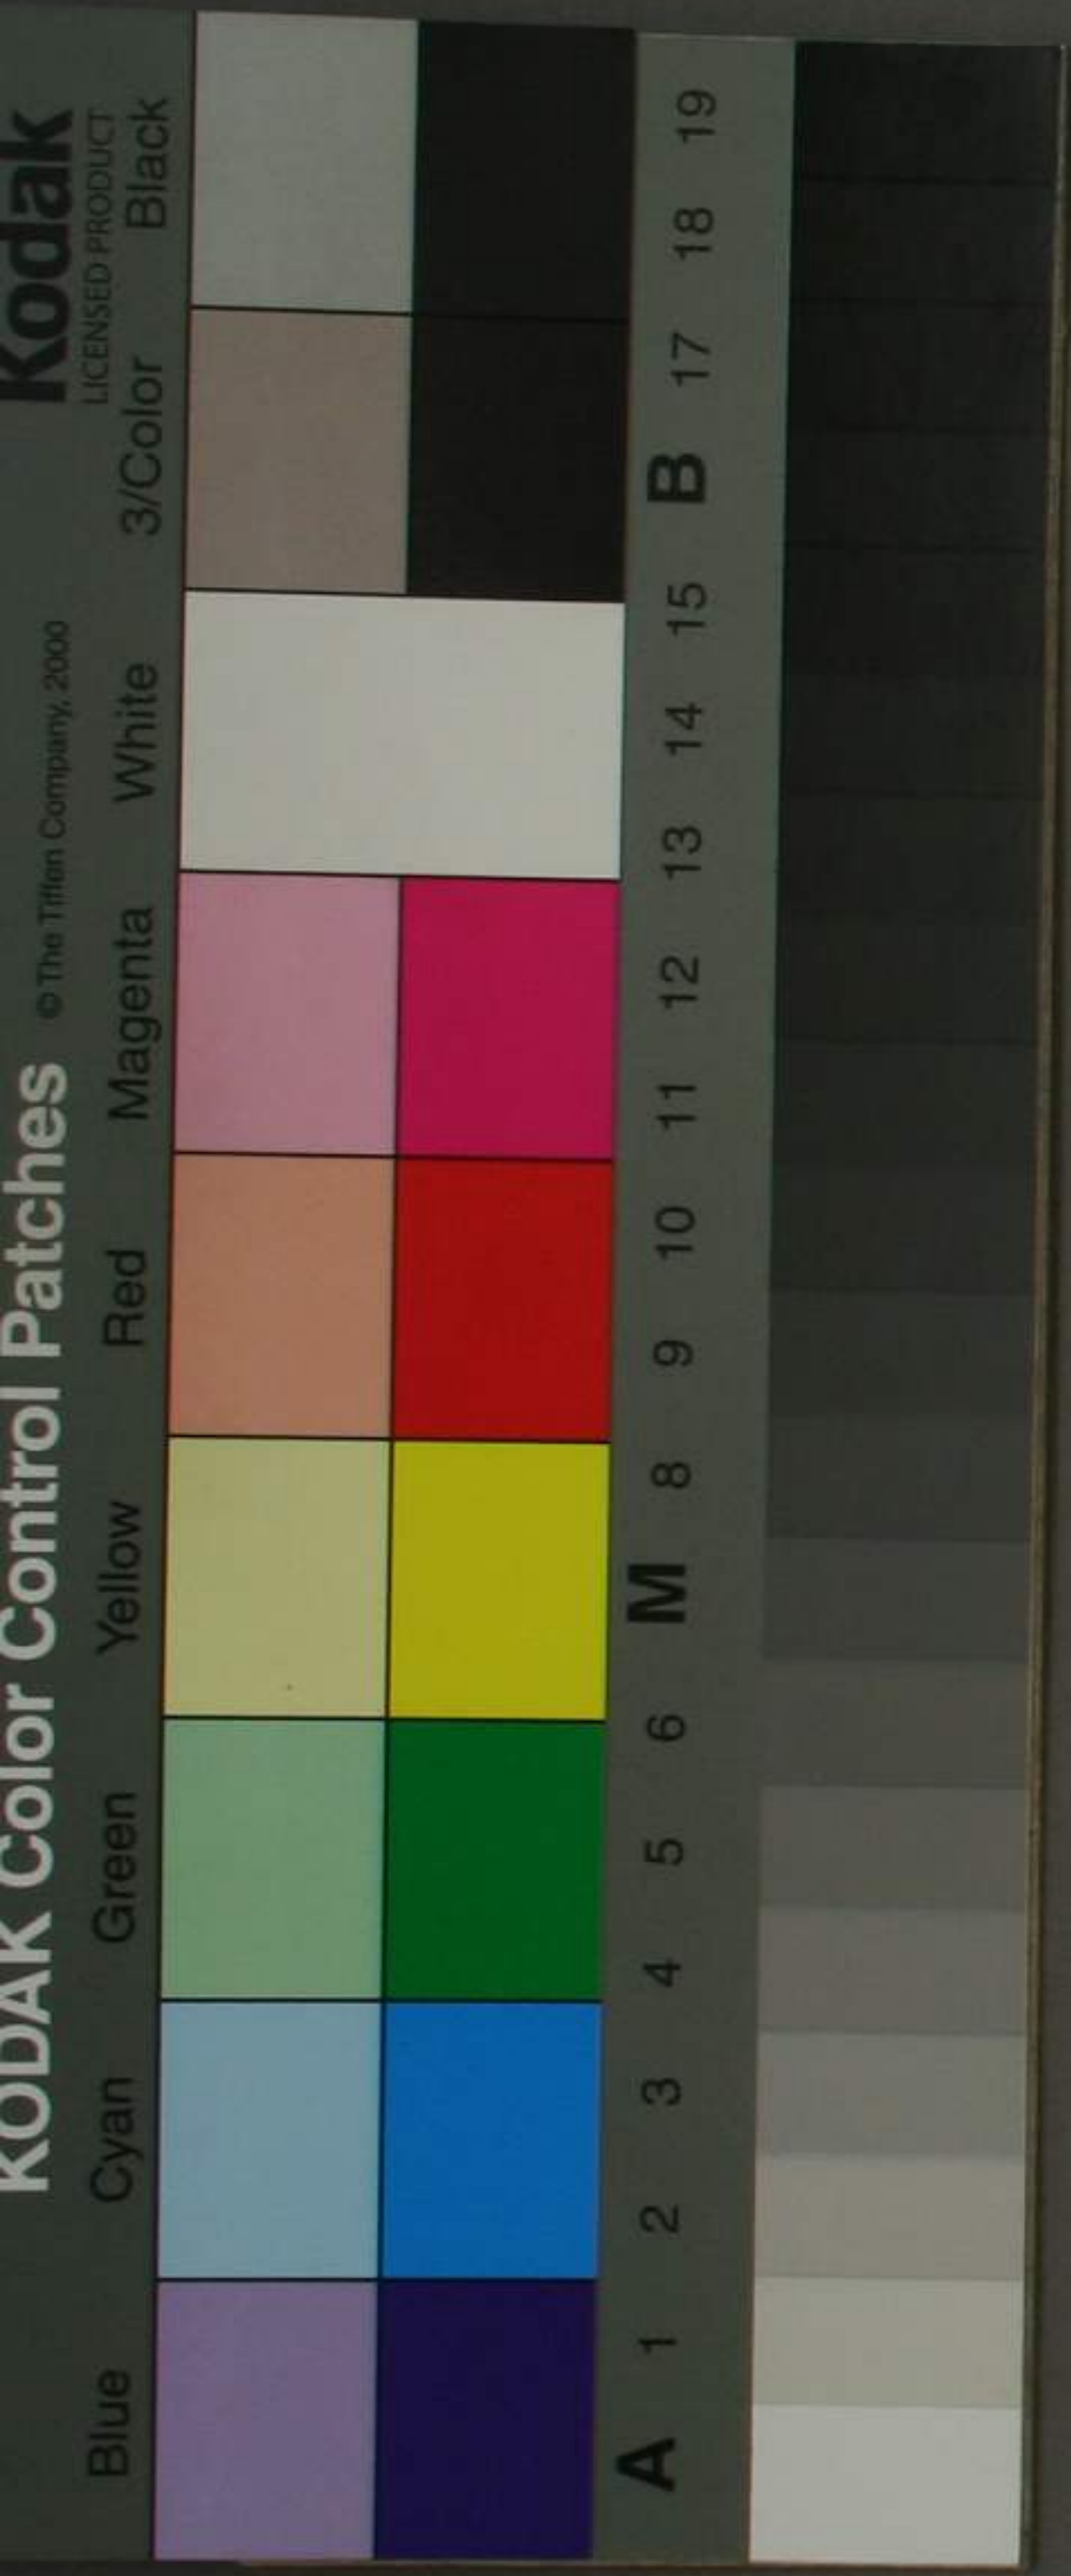 KODAK Color Control Patches © The Tiffen Company, 2000 Kodak
LICENSED PRODUCT
Blue Cyan Green Yellow Red Magenta White 3/Color Black
A 1 2 3 4 5 6 M 8 9 10 11 12 13 14 15 B 17 18 19